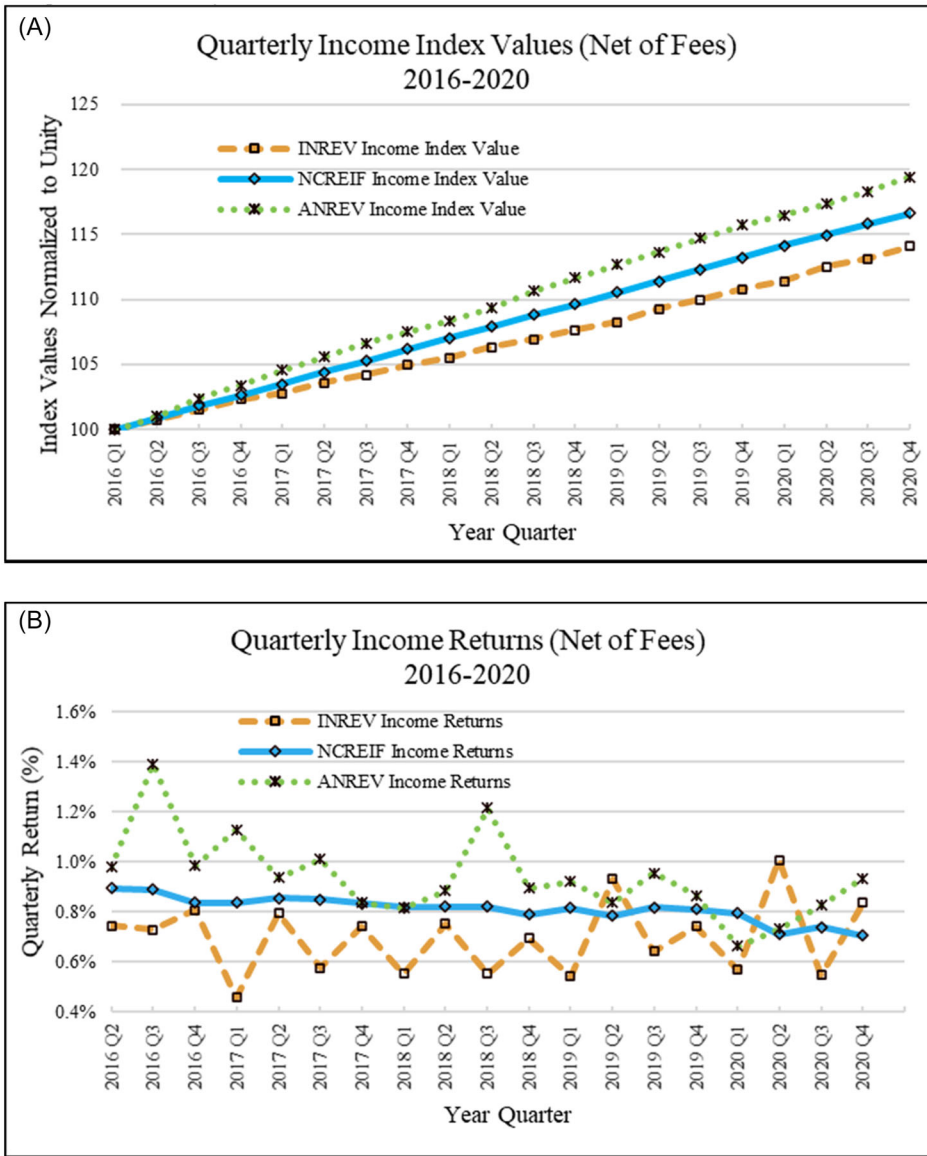 (A)
Quarterly Income Index Values (Net of Fees)
2016-2020
Index Values Normalized to Unity
125
120
115
110
105
100
INREV Income Index Value
NCREIF Income Index Value
ANREV Income Index Value
2016 Q1
2016 Q2
2016 Q3
2016 Q4
2017 Q1
2017 Q2
2017 Q3
2017 Q4
2018 Q1
2018 Q2
2018 Q3
2018 Q4
2019 Q1
2019 Q2
2019 Q3
2019 Q4
2020 Q1
2020 Q2
2020 Q3
2020 Q4
Year Quarter
(B)
Quarterly Income Returns (Net of Fees)
2016-2020
Quarterly Return (%)
1.6%
1.4%
1.2%
1.0%
0.8%
0.6%
0.4%
INREV Income Returns
NCREIF Income Returns
ANREV Income Returns
2016 Q2
2016 Q3
2016 Q4
2017 Q1
2017 Q2
2017 Q3
2017 Q4
2018 Q1
2018 Q2
2018 Q3
2018 Q4
2019 Q1
2019 Q2
2019 Q3
2019 Q4
2020 Q1
2020 Q2
2020 Q3
2020 Q4
Year Quarter